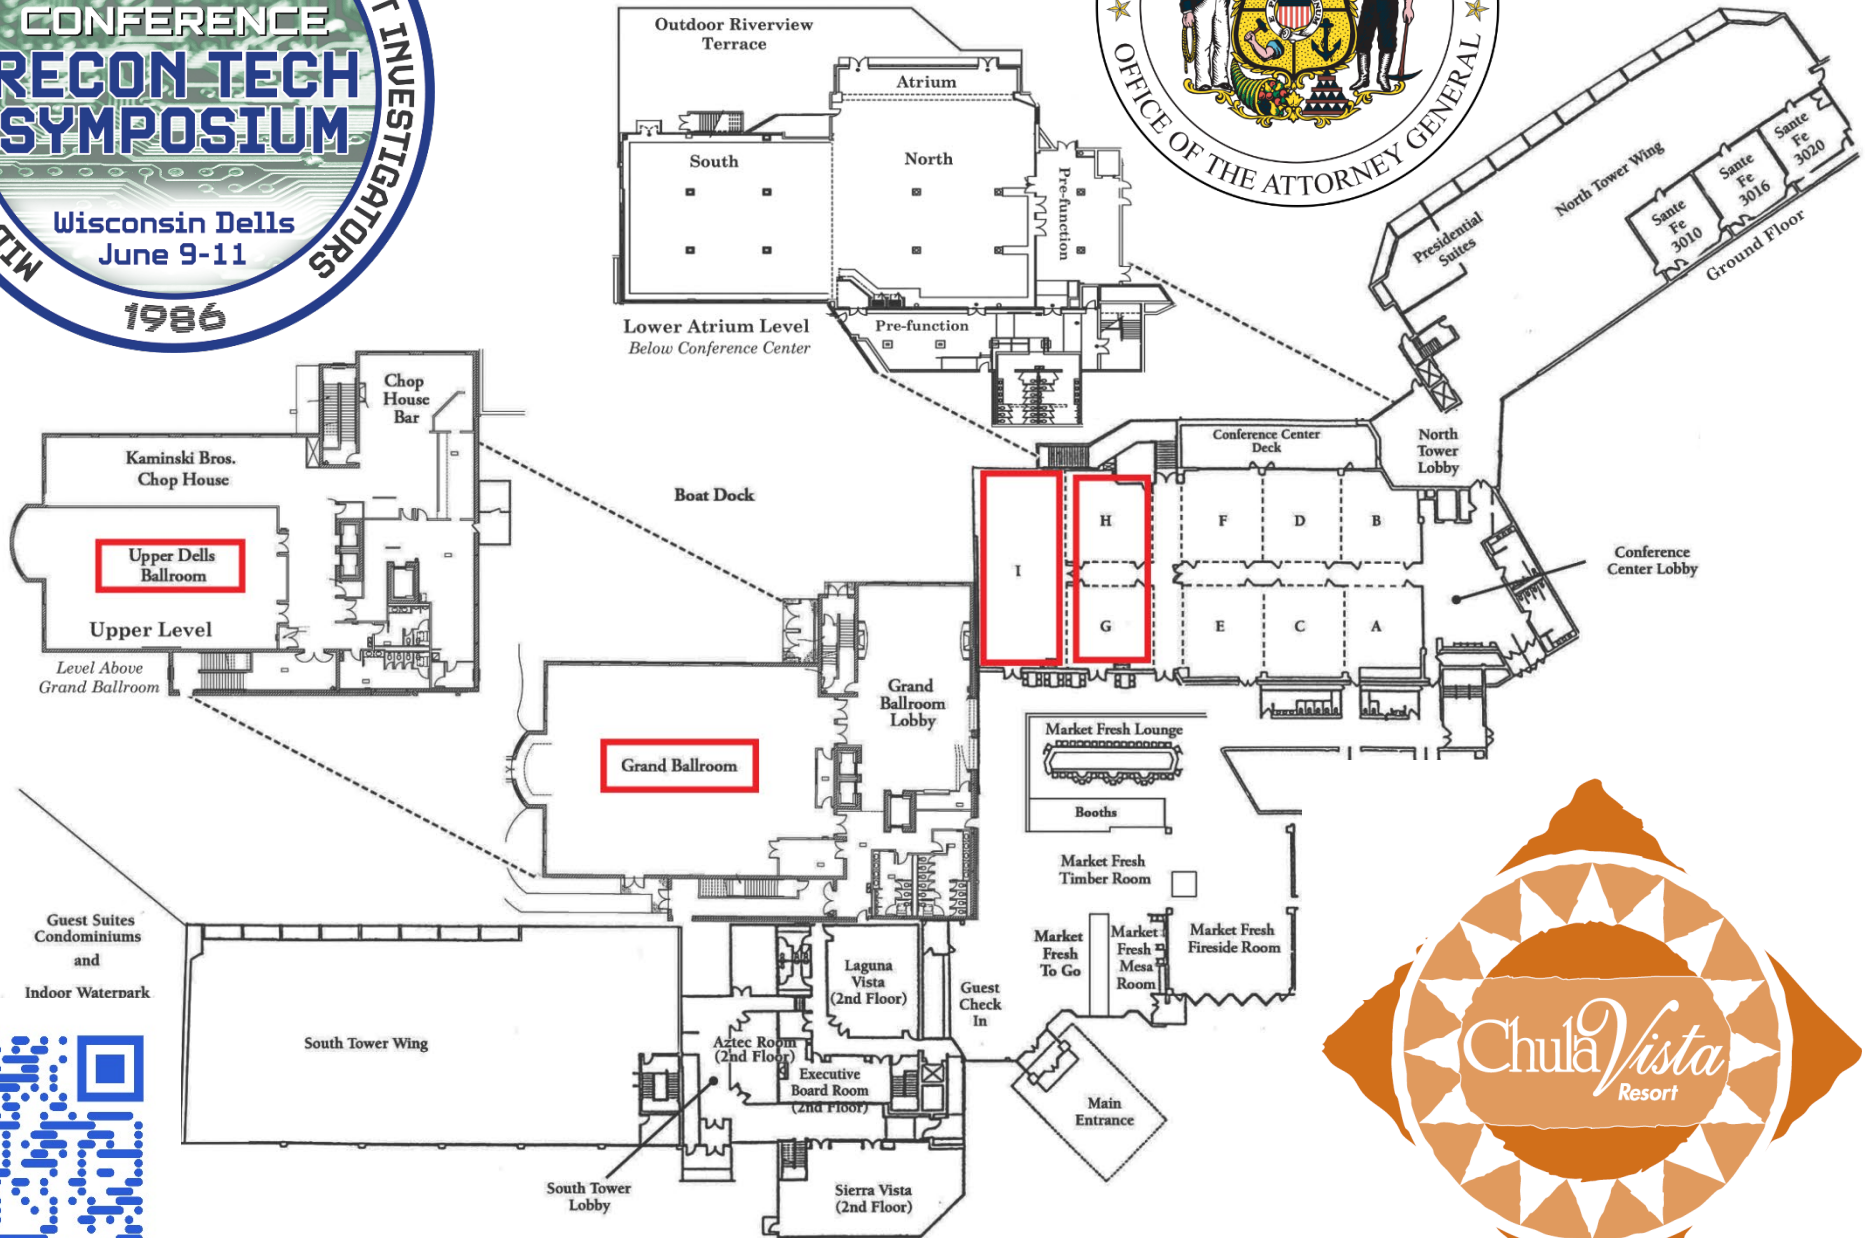 CONFERENCE
RECON TECH
SYMPOSIUM
Wisconsin Dells
June 9-11
MID
T INVESTIGATORS
1986
OFFICE OF THE ATTORNEY GENERAL
Outdoor Riverview
Terrace
Atrium
South
North
Pre-function
Lower Atrium Level
Below Conference Center
Pre-function
North Tower Wing
Presidential
Suites
Sante
Fe
3010
Sante
Fe
3016
Sante
Fe
3020
Ground Floor
Chop
House
Bar
Kaminski Bros.
Chop House
Upper Dells
Ballroom
Upper Level
Level Above
Grand Ballroom
Boat Dock
Conference Center
Deck
North
Tower
Lobby
I
H
F
D
B
G
E
C
A
Conference
Center Lobby
Grand
Ballroom
Lobby
Grand Ballroom
Market Fresh Lounge
Booths
Market Fresh
Timber Room
Market
Fresh
To Go
Market
Fresh
Mesa
Room
Market Fresh
Fireside Room
Guest Suites
Condominiums
and
Indoor Waterpark
South Tower Wing
Laguna
Vista
(2nd Floor)
Guest
Check
In
Aztec Room
(2nd Floor)
Executive
Board Room
(2nd Floor)
Main
Entrance
South Tower
Lobby
Sierra Vista
(2nd Floor)
Chula Vista
Resort